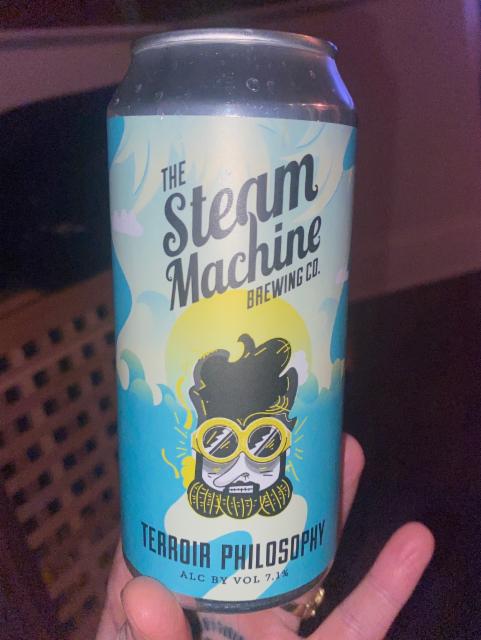 THE
Steam
Machine
BREWING CO.
TERROIR PHILOSOPHY
ALC BY VOL 7.1%